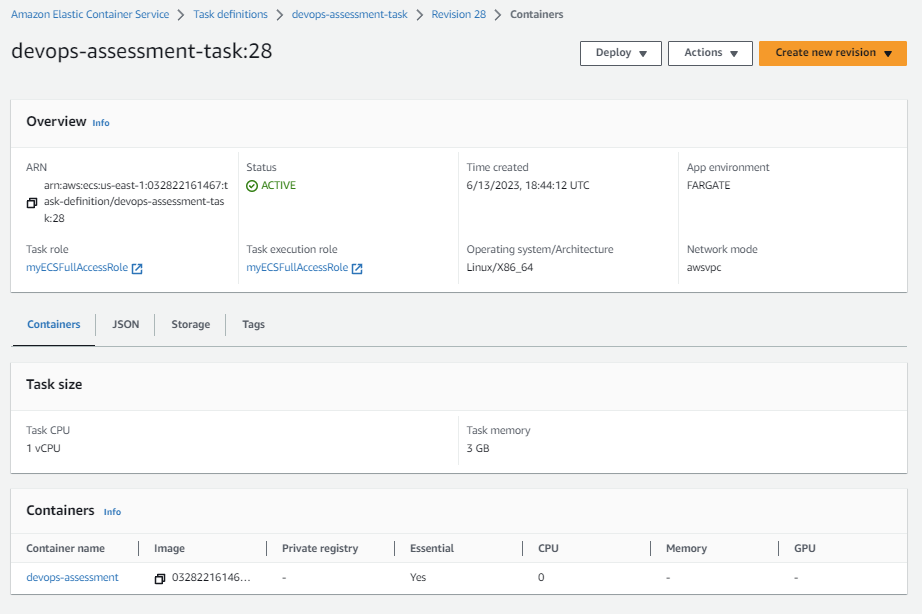 Amazon Elastic Container Service > Task definitions > devops-assessment-task > Revision 28 > Containers
devops-assessment-task:28
Deploy
Actions
Create new revision
Overview Info
ARN
arn:aws:ecs:us-east-1:032822161467:t
ask-definition/devops-assessment-tas
k:28
Status
ACTIVE
Time created
6/13/2023, 18:44:12 UTC
App environment
FARGATE
Task role
myECSFullAccessRole
Task execution role
myECSFullAccessRole
Operating system/Architecture
Linux/X86_64
Network mode
awsvpc
Containers JSON Storage Tags
Task size
Task CPU
1 vCPU
Task memory
3 GB
Containers Info
Container name Image Private registry Essential CPU Memory GPU
devops-assessment 03282216146... - Yes 0 - -